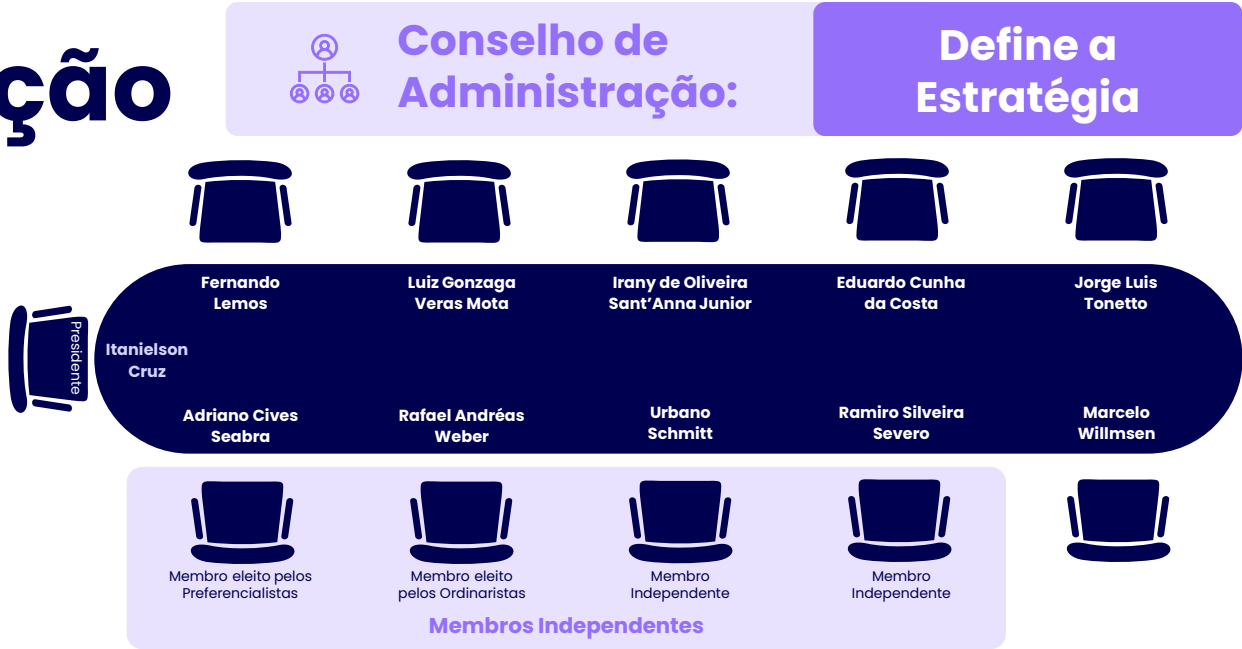 ção
Conselho de
Administração:
Define a
Estratégia
Fernando
Lemos
Luiz Gonzaga
Veras Mota
Irany de Oliveira
Sant’Anna Junior
Eduardo Cunha
da Costa
Jorge Luis
Tonetto
Presidente
Itanielson
Cruz
Adriano Cives
Seabra
Rafael Andréas
Weber
Urbano
Schmitt
Ramiro Silveira
Severo
Marcelo
Willmsen
Membro eleito pelos
Preferencialistas
Membro eleito
pelos Ordinaristas
Membro
Independente
Membro
Independente
Membros Independentes